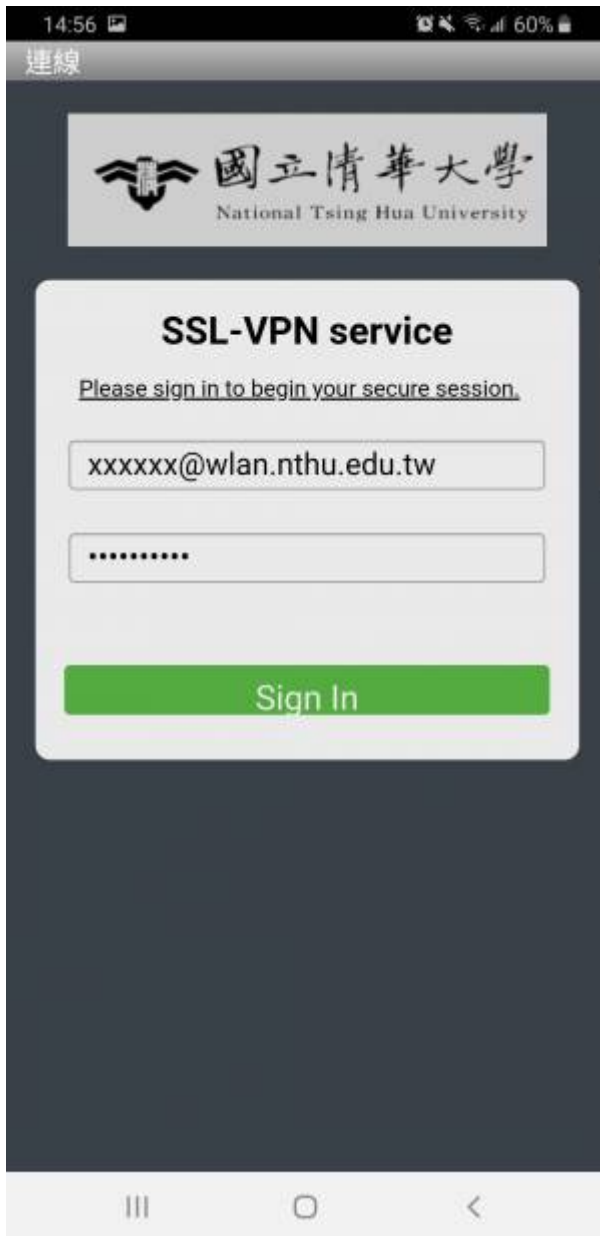 14:56 60%
連線
國立清華大學
National Tsing Hua University
SSL-VPN service
Please sign in to begin your secure session.
xxxxxx@wlan.nthu.edu.tw
••••••••••
Sign In